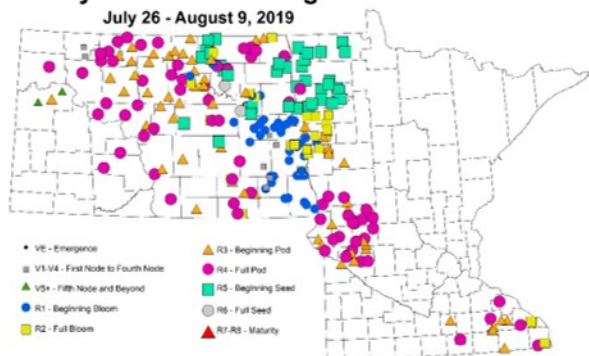 July 26 - August 9, 2019
VE - Emergence
V1-V4 - First Node to Fourth Node
V5+ - Fifth Node and Beyond
R1 - Beginning Bloom
R2 - Full Bloom
R3 - Beginning Pod
R4 - Full Pod
R5 - Beginning Seed
R6 - Full Seed
R7-R8 - Maturity